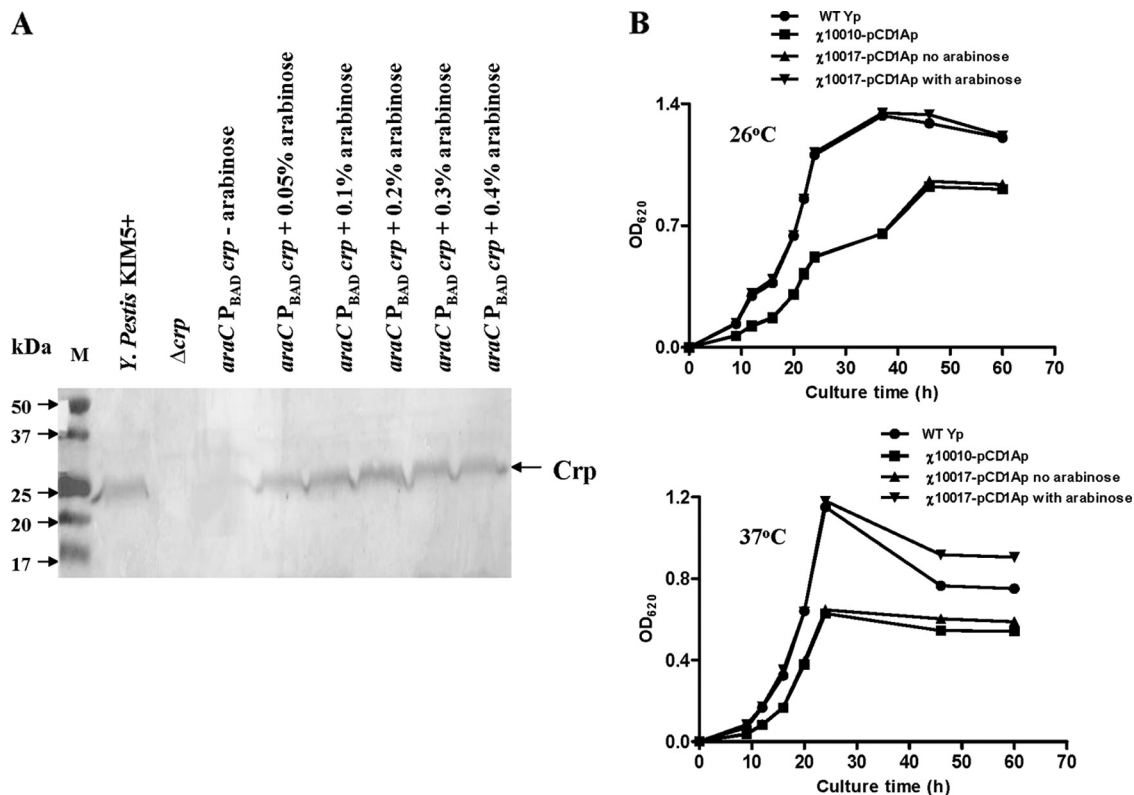 A
kDa
M
Y. Pestis KIM5+
Δcrp
araC PBAD crp - arabinose
araC PBAD crp + 0.05% arabinose
araC PBAD crp + 0.1% arabinose
araC PBAD crp + 0.2% arabinose
araC PBAD crp + 0.3% arabinose
araC PBAD crp + 0.4% arabinose
50
37
25
20
17
Crp
B
WT Yp
χ10010-pCD1Ap
χ10017-pCD1Ap no arabinose
χ10017-pCD1Ap with arabinose
26°C
OD620
1.4
0.7
0.0
0 10 20 30 40 50 60 70
Culture time (h)
WT Yp
χ10010-pCD1Ap
χ10017-pCD1Ap no arabinose
χ10017-pCD1Ap with arabinose
37°C
OD620
1.2
0.8
0.4
0.0
0 10 20 30 40 50 60 70
Culture time (h)